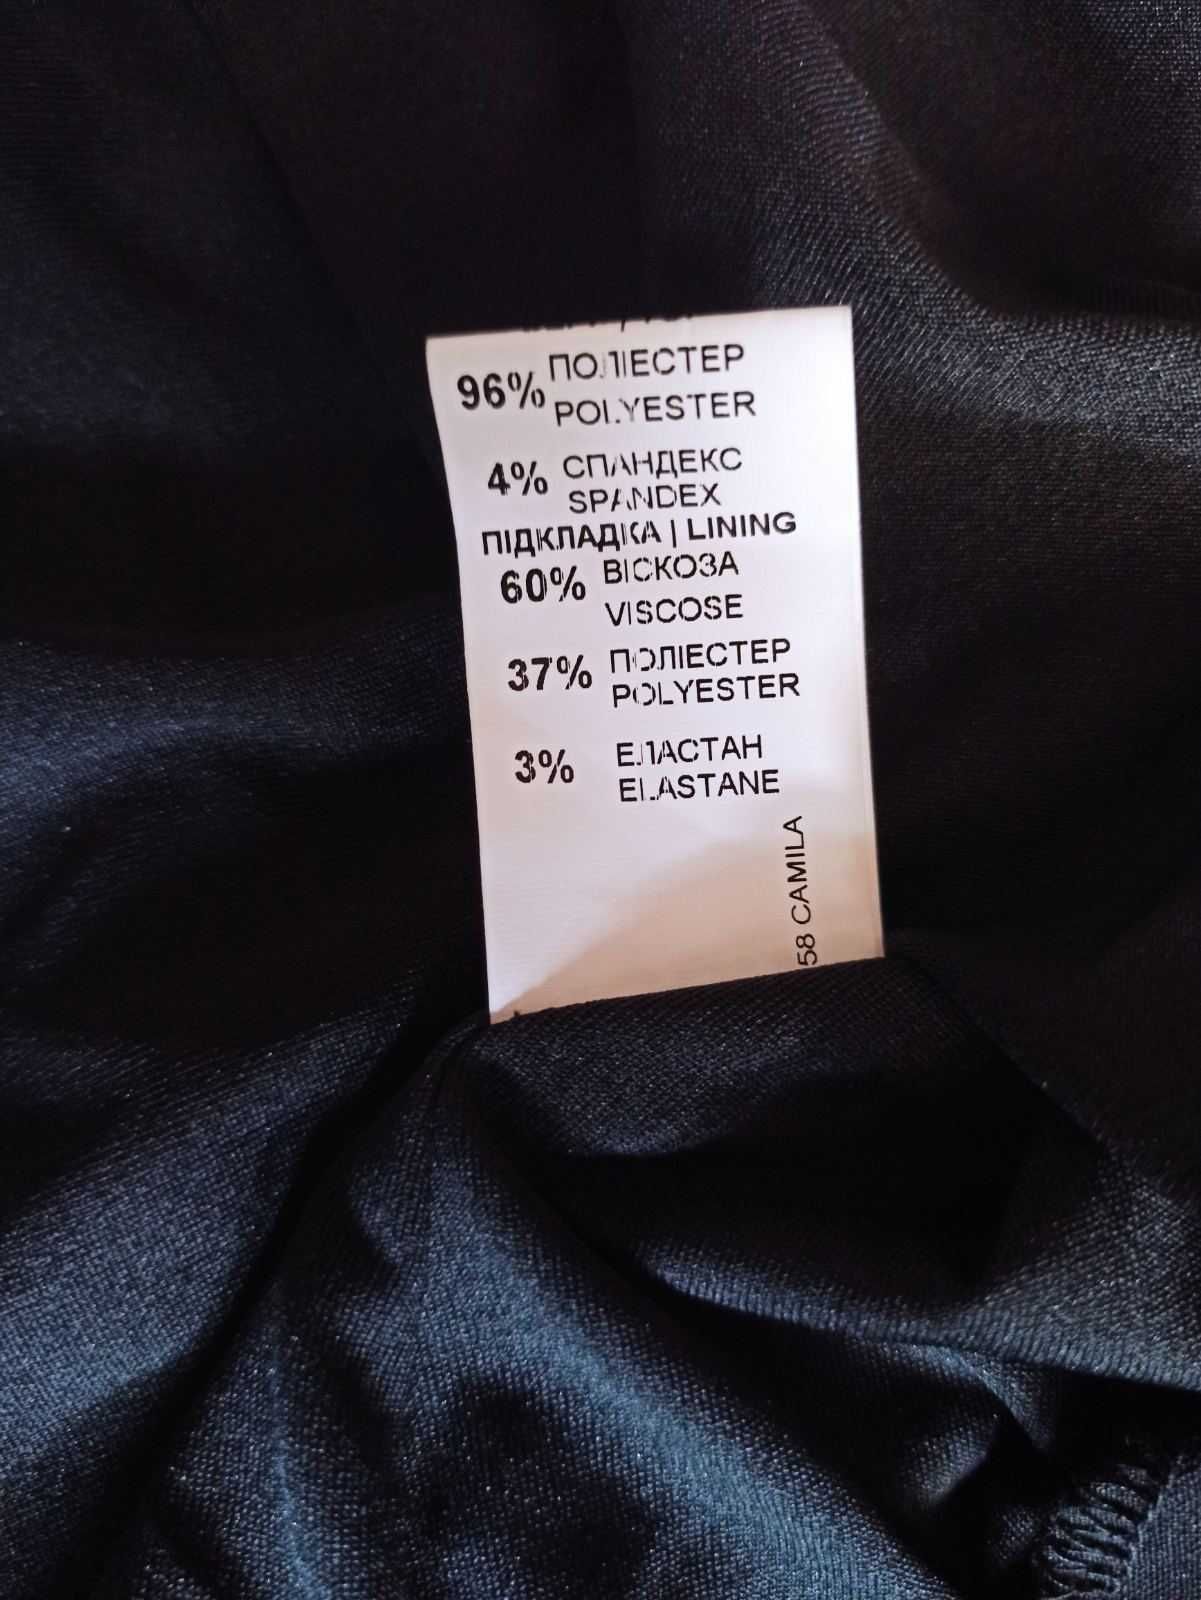 96% ПОЛІЕСТЕР
POLYESTER
4% СПАНДЕКС
SPANDEX
ПІДКЛАДКА | LINING
60% ВІСКОЗА
VISCOSE
37% ПОЛІЕСТЕР
POLYESTER
3% ЕЛАСТАН
ELASTANE
58 CAMILA